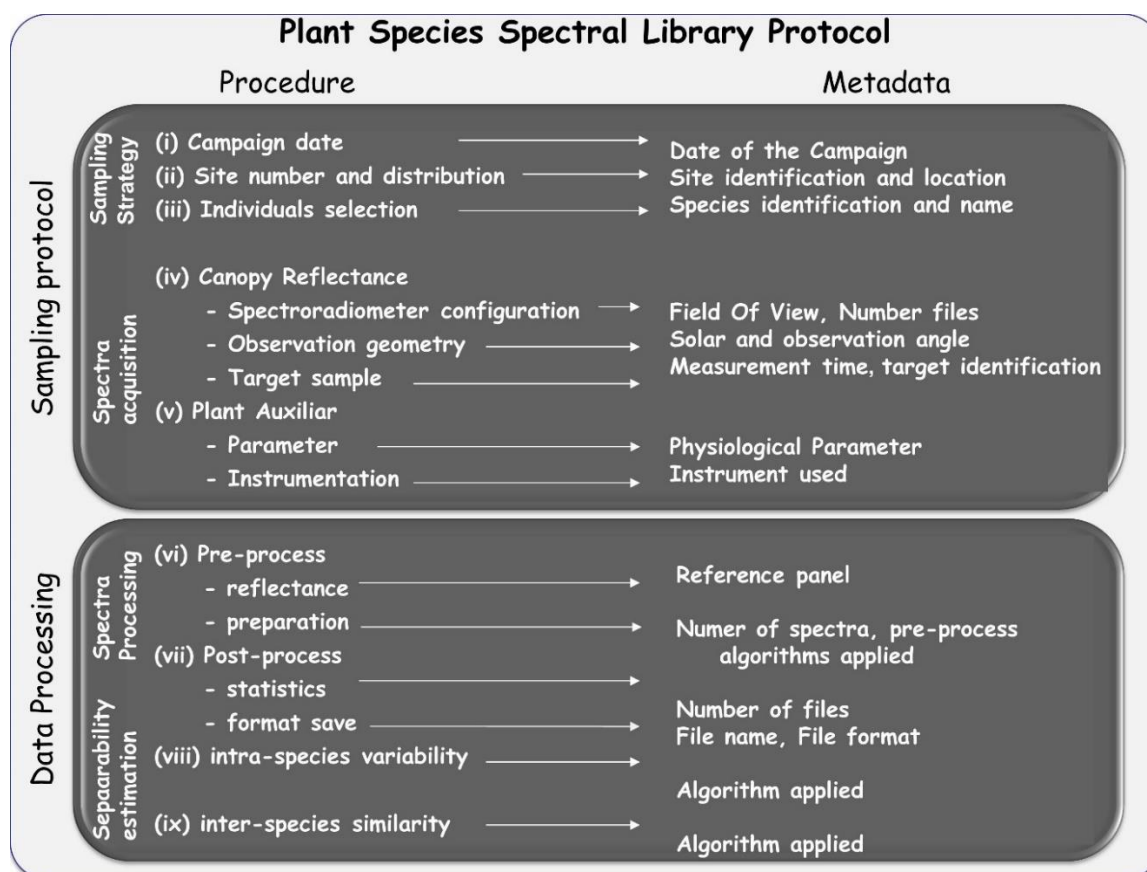 Plant Species Spectral Library Protocol
Procedure
Metadata
Sampling protocol
Sampling
Strategy
(i) Campaign date
Date of the Campaign
(ii) Site number and distribution
Site identification and location
(iii) Individuals selection
Species identification and name
Spectra
acquisition
(iv) Canopy Reflectance
- Spectroradiometer configuration
Field Of View, Number files
- Observation geometry
Solar and observation angle
- Target sample
Measurement time, target identification
(v) Plant Auxiliar
- Parameter
Physiological Parameter
- Instrumentation
Instrument used
Data Processing
Spectra
Processing
(vi) Pre-process
- reflectance
Reference panel
- preparation
Numer of spectra, pre-process
algorithms applied
(vii) Post-process
- statistics
Number of files
- format save
File name, File format
Sepaarability
estimation
(viii) intra-species variability
Algorithm applied
(ix) inter-species similarity
Algorithm applied